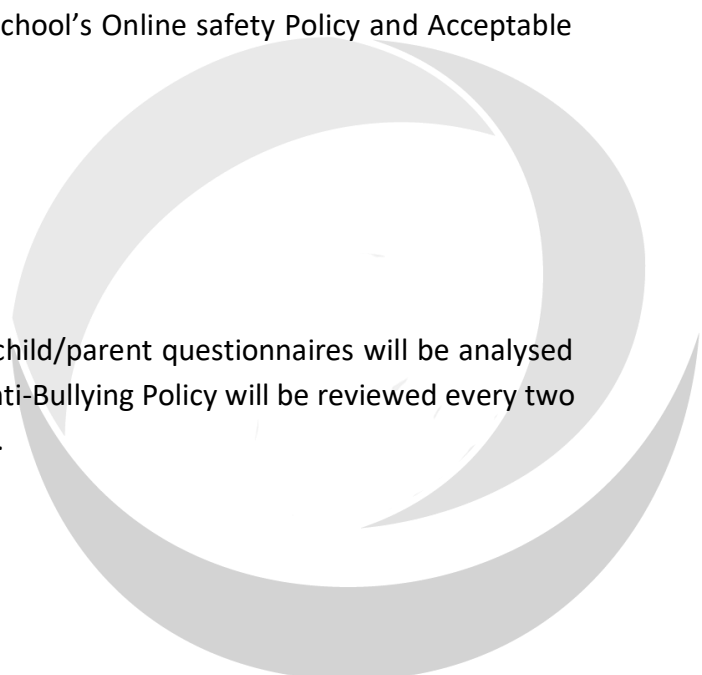 chool's Online safety Policy and Acceptable
child/parent questionnaires will be analysed
ti-Bullying Policy will be reviewed every two
.